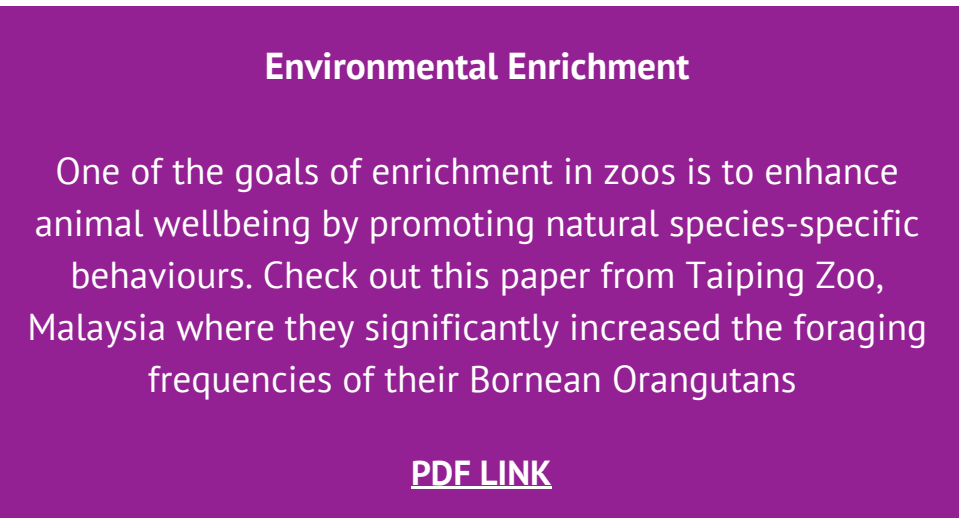 Environmental Enrichment
One of the goals of enrichment in zoos is to enhance
animal wellbeing by promoting natural species-specific
behaviours. Check out this paper from Taiping Zoo,
Malaysia where they significantly increased the foraging
frequencies of their Bornean Orangutans
PDF LINK